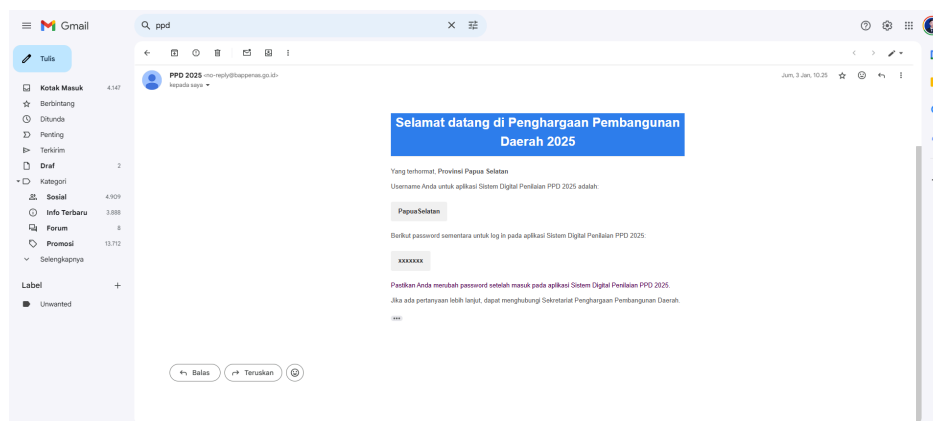 Gmail
ppd
Tulis
Kotak Masuk 4.147
Berbintang
Ditunda
Penting
Terkirim
Draf 2
Kategori
Sosial 4.909
Info Terbaru 3.888
Forum 8
Promosi 13.712
Selengkapnya
Label
Unwanted
PPD 2025 <no-reply@bappenas.go.id>
kepada saya
Jum, 3 Jan, 10.25
Selamat datang di Penghargaan Pembangunan
Daerah 2025
Yang terhormat, Provinsi Papua Selatan
Username Anda untuk aplikasi Sistem Digital Penilaian PPD 2025 adalah:
PapuaSelatan
Berikut password sementara untuk log in pada aplikasi Sistem Digital Penilaian PPD 2025:
xxxxxxx
Pastikan Anda merubah password setelah masuk pada aplikasi Sistem Digital Penilaian PPD 2025.
Jika ada pertanyaan lebih lanjut, dapat menghubungi Sekretariat Penghargaan Pembangunan Daerah.
Balas
Teruskan